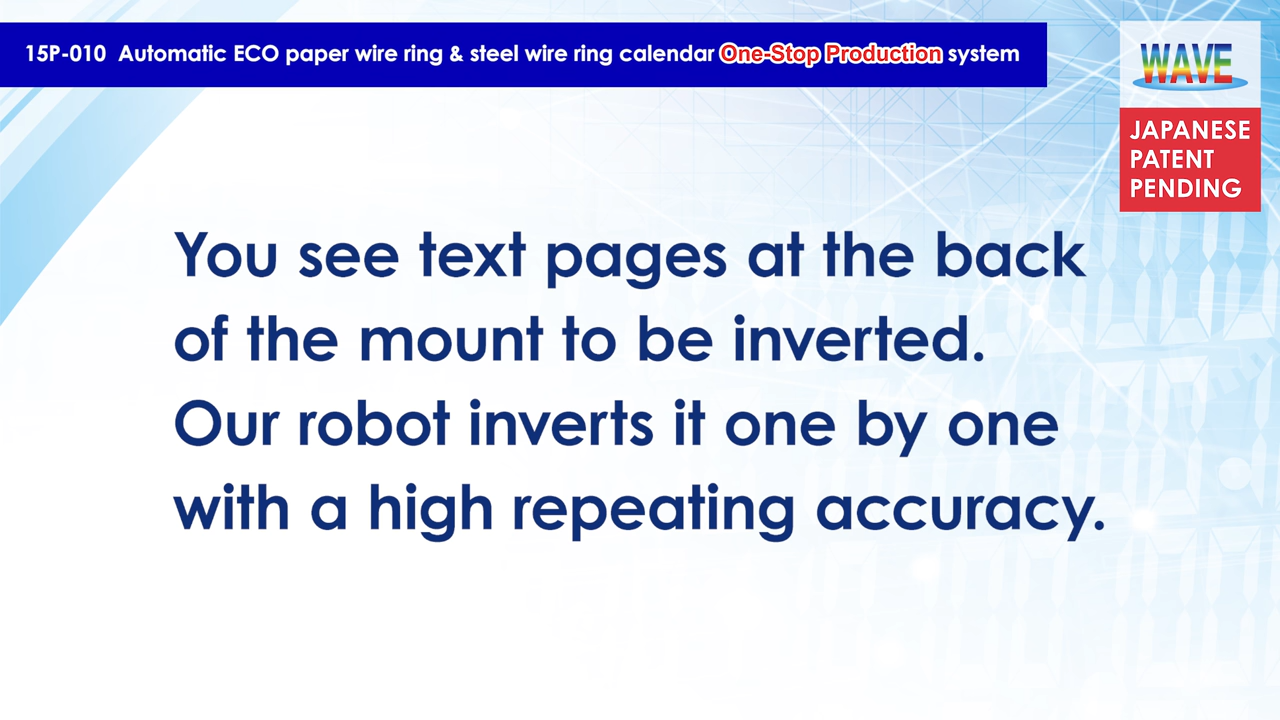 15P-010 Automatic ECO paper wire ring & steel wire ring calendar One-Stop Production system
WAVE
JAPANESE
PATENT
PENDING
You see text pages at the back
of the mount to be inverted.
Our robot inverts it one by one
with a high repeating accuracy.